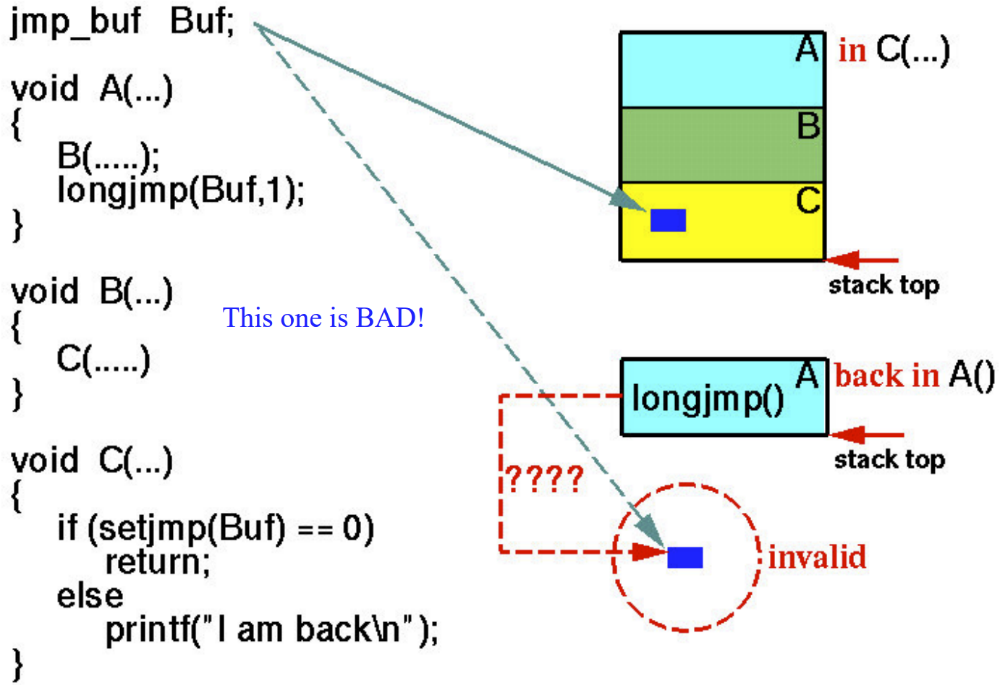 jmp_buf Buf;
void A(...)
{
B(.....);
longjmp(Buf,1);
}
void B(...)
{
C(.....)
}
void C(...)
{
if (setjmp(Buf) == 0)
return;
else
printf("I am back\n");
}
This one is BAD!
A in C(...)
B
C
stack top
A back in A()
longjmp()
stack top
????
invalid